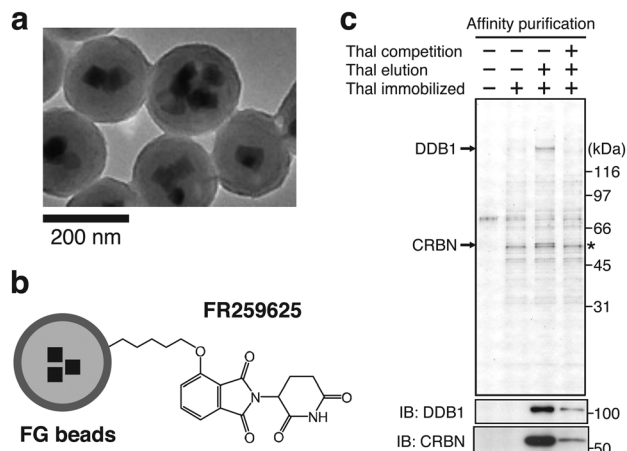 a
200 nm
b
FR259625
O
O
N
O
O
NH
O
FG beads
c
Affinity purification
Thal competition − − − +
Thal elution − − + +
Thal immobilized − + + +
DDB1
(kDa)
116
97
66
CRBN
*
45
31
IB: DDB1
100
IB: CRBN
50